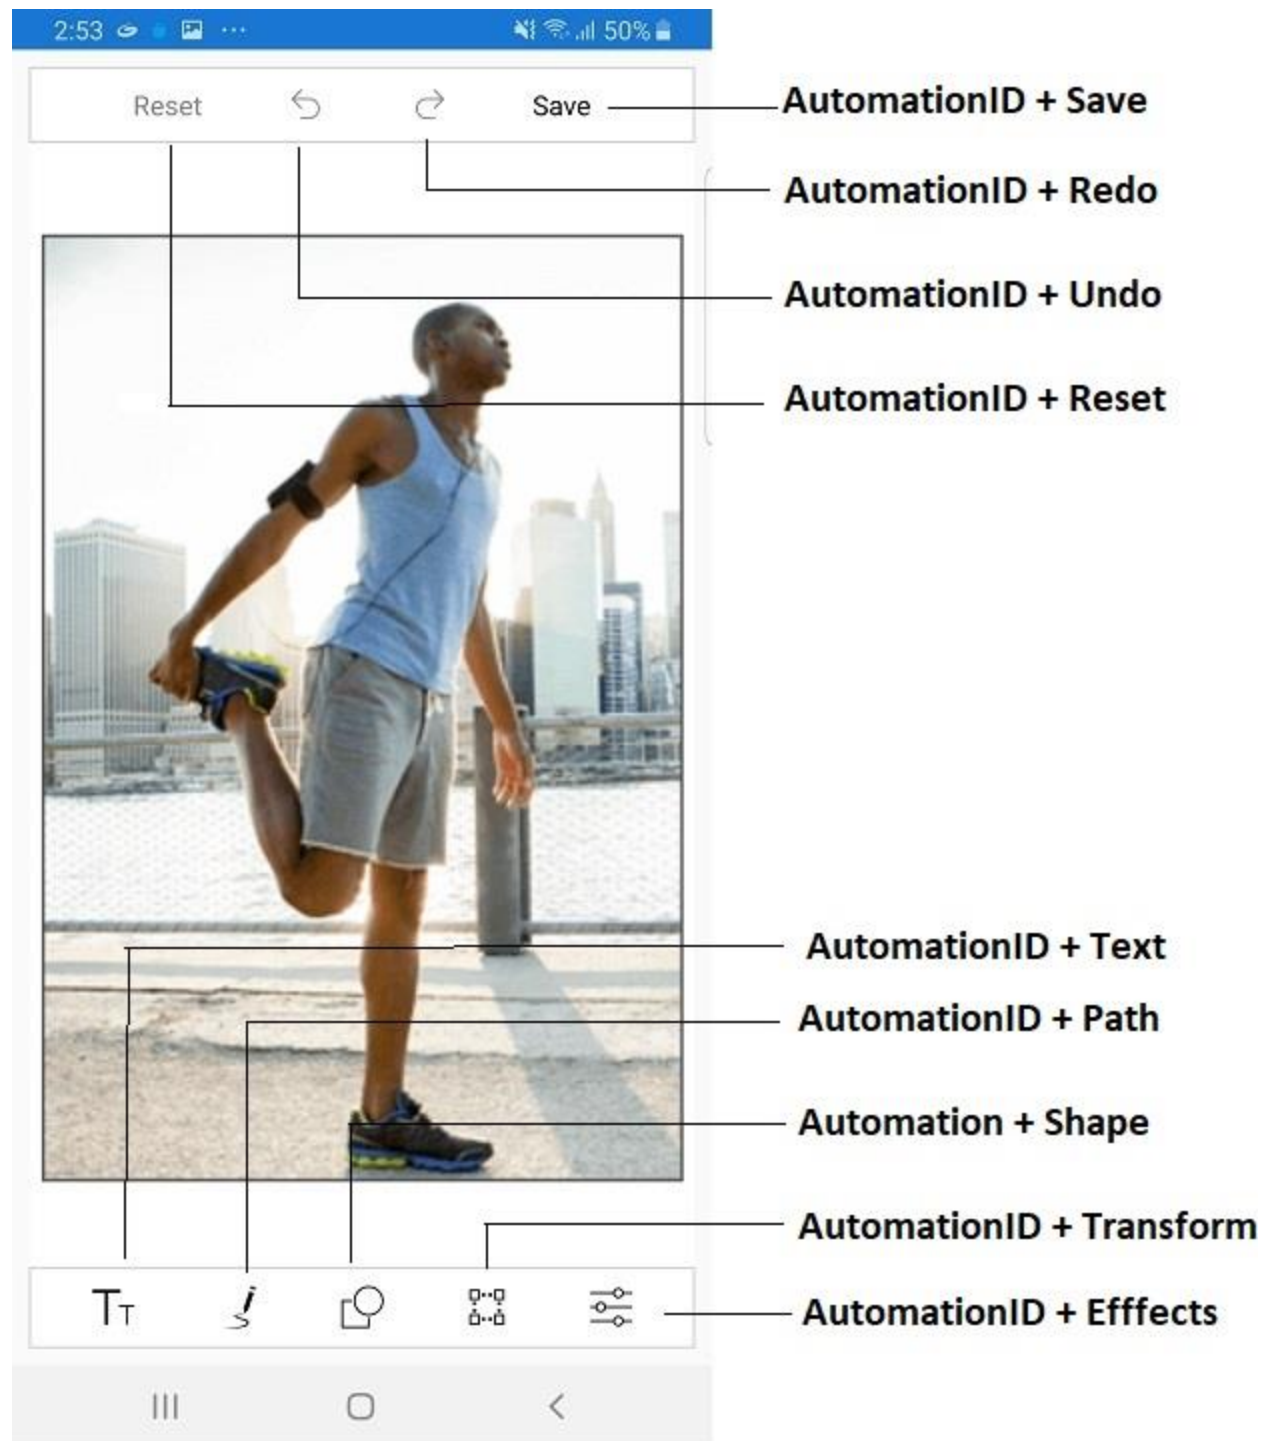 2:53 50%
Reset Save AutomationID + Save
AutomationID + Redo
AutomationID + Undo
AutomationID + Reset
AutomationID + Text
AutomationID + Path
Automation + Shape
AutomationID + Transform
TT AutomationID + Efffects